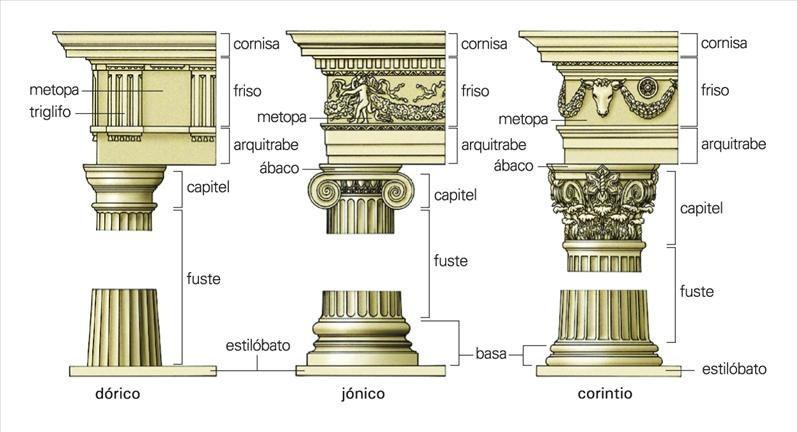 cornisa
metopa
friso
triglifo
arquitrabe
capitel
fuste
dórico
cornisa
friso
metopa
arquitrabe
ábaco
capitel
fuste
estilóbato
basa
jónico
cornisa
friso
metopa
arquitrabe
ábaco
capitel
fuste
estilóbato
corintio